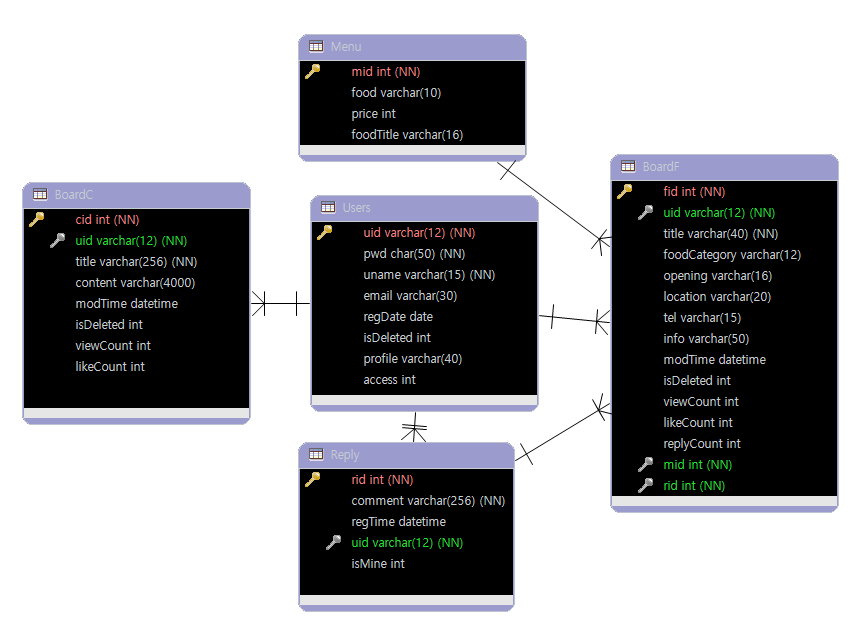 Menu
mid int (NN)
food varchar(10)
price int
foodTitle varchar(16)
BoardC
cid int (NN)
uid varchar(12) (NN)
title varchar(256) (NN)
content varchar(4000)
modTime datetime
isDeleted int
viewCount int
likeCount int
Users
uid varchar(12) (NN)
pwd char(50) (NN)
uname varchar(15) (NN)
email varchar(30)
regDate date
isDeleted int
profile varchar(40)
access int
BoardF
fid int (NN)
uid varchar(12) (NN)
title varchar(40) (NN)
foodCategory varchar(12)
opening varchar(16)
location varchar(20)
tel varchar(15)
info varchar(50)
modTime datetime
isDeleted int
viewCount int
likeCount int
replyCount int
mid int (NN)
rid int (NN)
Reply
rid int (NN)
comment varchar(256) (NN)
regTime datetime
uid varchar(12) (NN)
isMine int